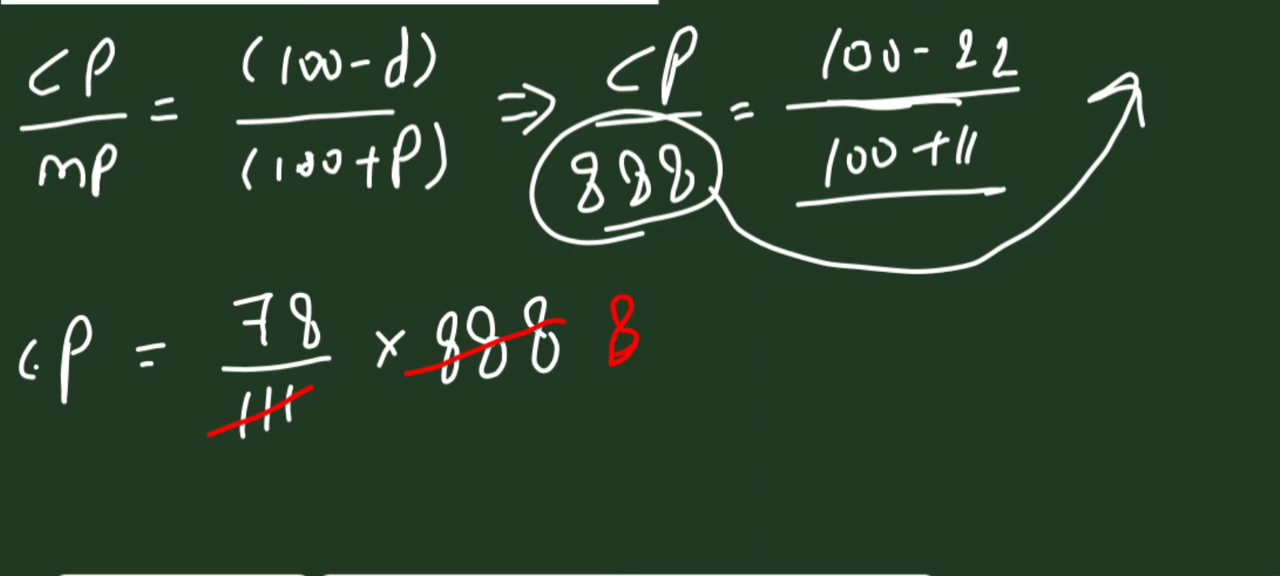 CP/mP = (100-d)/(100+P) ⇒ CP/888 = 100-22/100+11
CP = 78/111 × 888 8